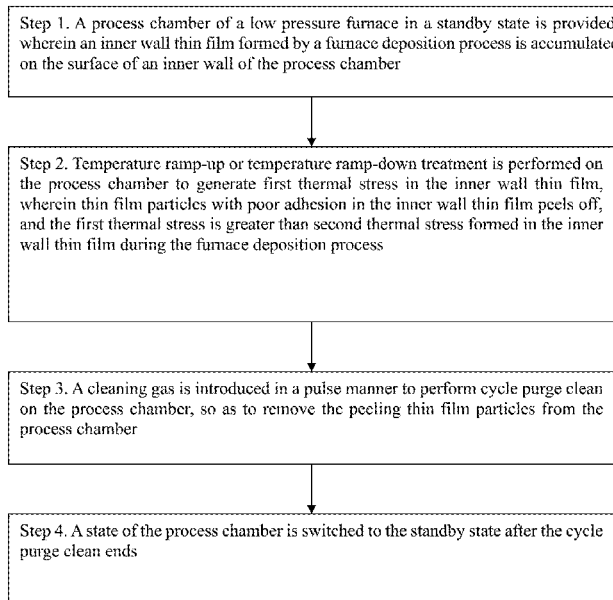 Step 1. A process chamber of a low pressure furnace in a standby state is provided
wherein an inner wall thin film formed by a furnace deposition process is accumulated
on the surface of an inner wall of the process chamber
Step 2. Temperature ramp-up or temperature ramp-down treatment is performed on
the process chamber to generate first thermal stress in the inner wall thin film,
wherein thin film particles with poor adhesion in the inner wall thin film peels off,
and the first thermal stress is greater than second thermal stress formed in the inner
wall thin film during the furnace deposition process
Step 3. A cleaning gas is introduced in a pulse manner to perform cycle purge clean
on the process chamber, so as to remove the peeling thin film particles from the
process chamber
Step 4. A state of the process chamber is switched to the standby state after the cycle
purge clean ends